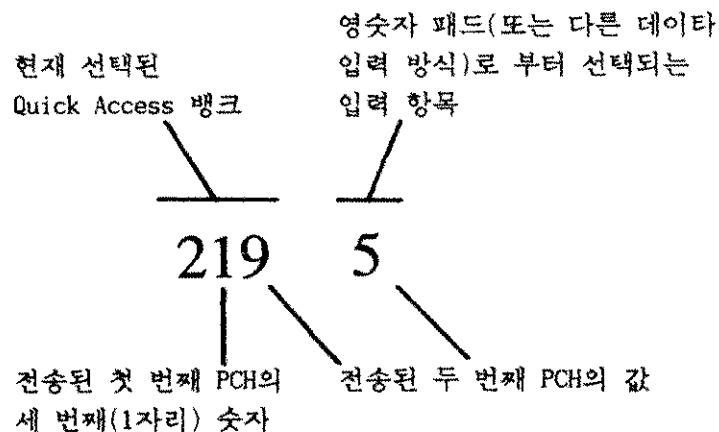 현재 선택된
Quick Access 뱅크
영숫자 패드(또는 다른 데이타
입력 방식)로 부터 선택되는
입력 항목
219 5
전송된 첫 번째 PCH의
세 번째(1자리) 숫자
전송된 두 번째 PCH의 값